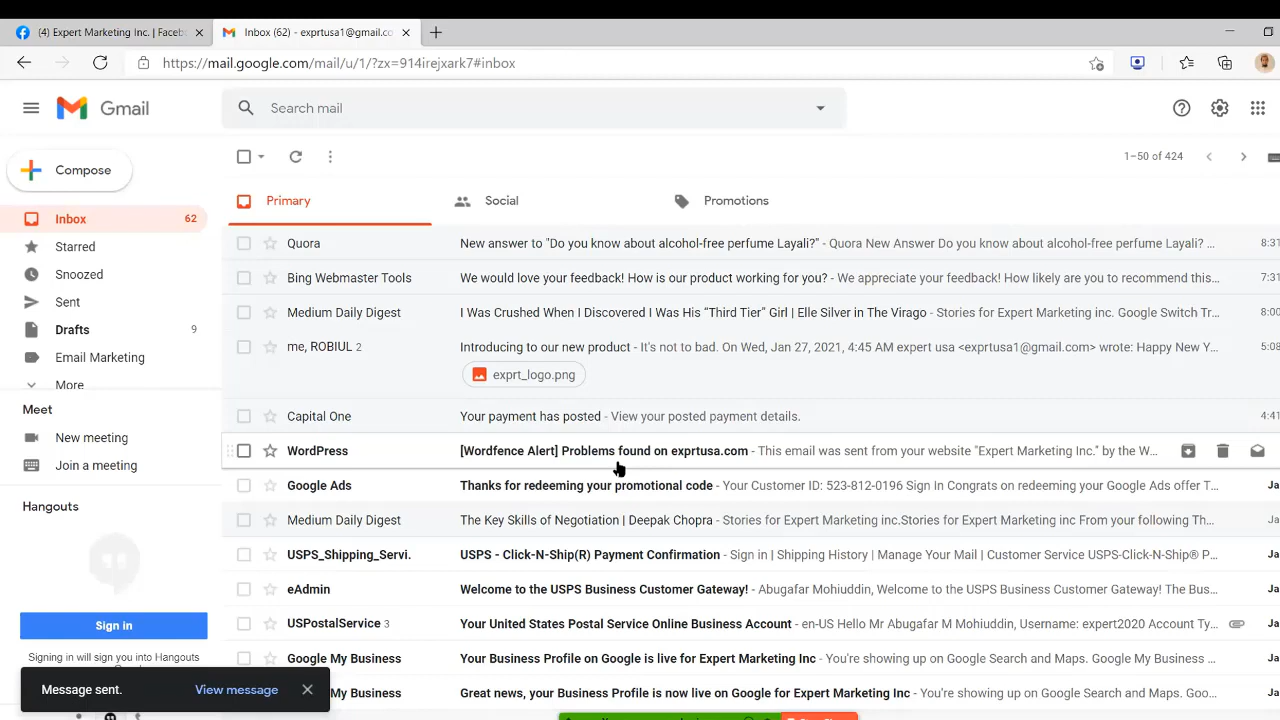 (4) Expert Marketing Inc. | Faceb
Inbox (62) - exprtusa1@gmail.co
https://mail.google.com/mail/u/1/?zx=914irejxark7#inbox
Gmail
Search mail
Compose
1–50 of 424
Primary
Social
Promotions
Inbox 62
Starred
Snoozed
Sent
Drafts 9
Email Marketing
More
Meet
New meeting
Join a meeting
Hangouts
Sign in
Signing in will sign you into Hangouts
Quora New answer to "Do you know about alcohol-free perfume Layali?" - Quora New Answer Do you know about alcohol-free perfume Layali? ... 8:31
Bing Webmaster Tools We would love your feedback! How is our product working for you? - We appreciate your feedback! How likely are you to recommend this... 7:31
Medium Daily Digest I Was Crushed When I Discovered I Was His “Third Tier” Girl | Elle Silver in The Virago - Stories for Expert Marketing inc. Google Switch Tr... 8:00
me, ROBIUL 2 Introducing to our new product - It's not to bad. On Wed, Jan 27, 2021, 4:45 AM expert usa <exprtusa1@gmail.com> wrote: Happy New Y... 5:08
exprt_logo.png
Capital One Your payment has posted - View your posted payment details. 4:41
WordPress [Wordfence Alert] Problems found on exprtusa.com - This email was sent from your website "Expert Marketing Inc." by the W...
Google Ads Thanks for redeeming your promotional code - Your Customer ID: 523-812-0196 Sign In Congrats on redeeming your Google Ads offer T... Ja
Medium Daily Digest The Key Skills of Negotiation | Deepak Chopra - Stories for Expert Marketing inc.Stories for Expert Marketing inc From your following Th... Ja
USPS_Shipping_Servi. USPS - Click-N-Ship(R) Payment Confirmation - Sign in | Shipping History | Manage Your Mail | Customer Service USPS-Click-N-Ship® P... Ja
eAdmin Welcome to the USPS Business Customer Gateway! - Abugafar Mohiuddin, Welcome to the USPS Business Customer Gateway! The Bus... Ja
USPostalService 3 Your United States Postal Service Online Business Account - en-US Hello Mr Abugafar M Mohiuddin, Username: expert2020 Account Ty... Ja
Google My Business Your Business Profile on Google is live for Expert Marketing Inc - You're showing up on Google Search and Maps. Google My Business ... Ja
My Business Great news, your Business Profile is now live on Google for Expert Marketing Inc - You're showing up on Google Search and Maps. Goo... Ja
Message sent. View message